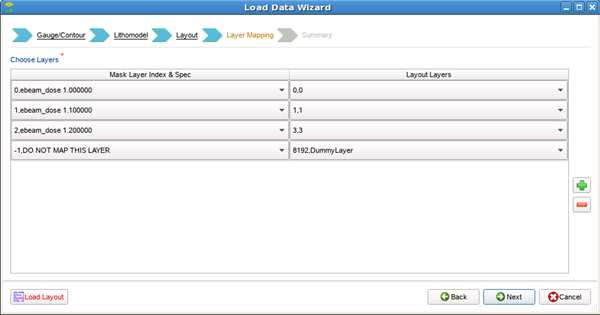 Load Data Wizard
Gauge/Contour Lithomodel Layout Layer Mapping Summary
Choose Layers *
Mask Layer Index & Spec Layout Layers
0,ebeam_dose 1.000000 0,0
1,ebeam_dose 1.100000 1,1
2,ebeam_dose 1.200000 3,3
-1,DO NOT MAP THIS LAYER 8192,DummyLayer
Load Layout Back Next Cancel